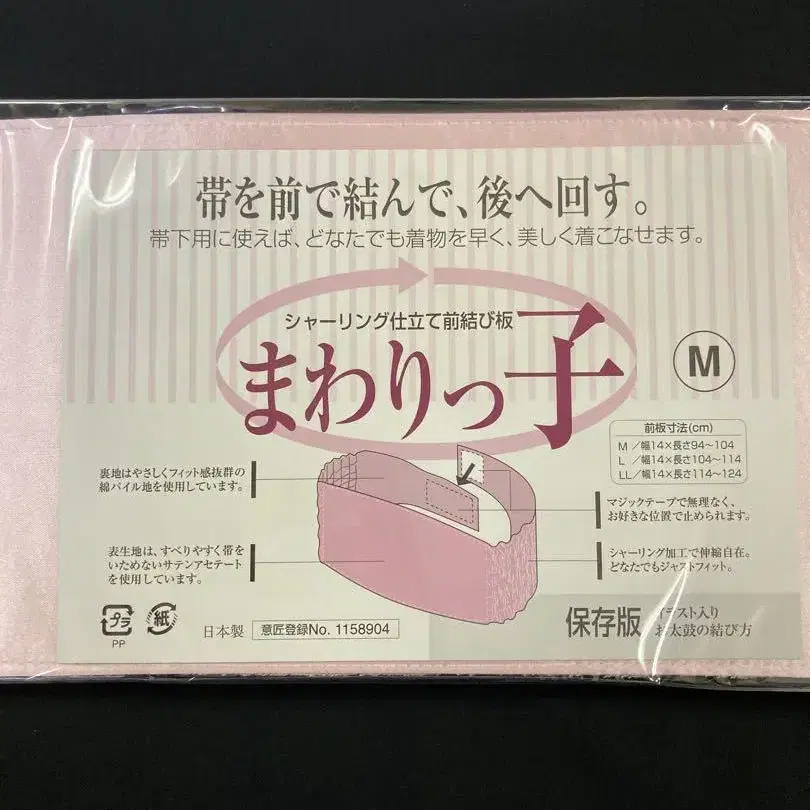 帯を前で結んで、後へ回す。
帯下用に使えば、どなたでも着物を早く、美しく着こなせます。
シャーリング仕立て前結び板
まわりっ子
M
前板寸法(cm)
M ／幅14×長さ94〜104
L ／幅14×長さ104〜114
LL／幅14×長さ114〜124
裏地はやさしくフィット感抜群の
綿パイル地を使用しています。
マジックテープで無理なく、
お好きな位置で止められます。
表生地は、すべりやすく帯を
いためないサテンアセテート
を使用しています。
シャーリング加工で伸縮自在。
どなたでもジャストフィット。
プラ
PP
紙
日本製
意匠登録No. 1158904
保存版
イラスト入り
お太鼓の結び方